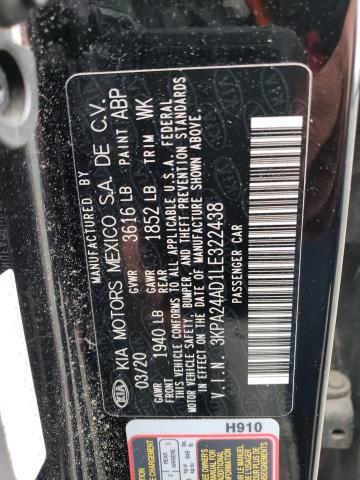 MANUFACTURED BY
KIA MOTORS MEXICO S.A. DE C.V.
03/20 GVWR 3616 LB PAINT ABP
GAWR FRONT 1940 LB GAWR REAR 1852 LB TRIM WK
THIS VEHICLE CONFORMS TO ALL APPLICABLE U.S.A. FEDERAL
MOTOR VEHICLE SAFETY, BUMPER, AND THEFT PREVENTION STANDARDS
IN EFFECT ON THE DATE OF MANUFACTURE SHOWN ABOVE.
V.I.N. 3KPA24AD1LE322438
PASSENGER CAR
KIA
H910